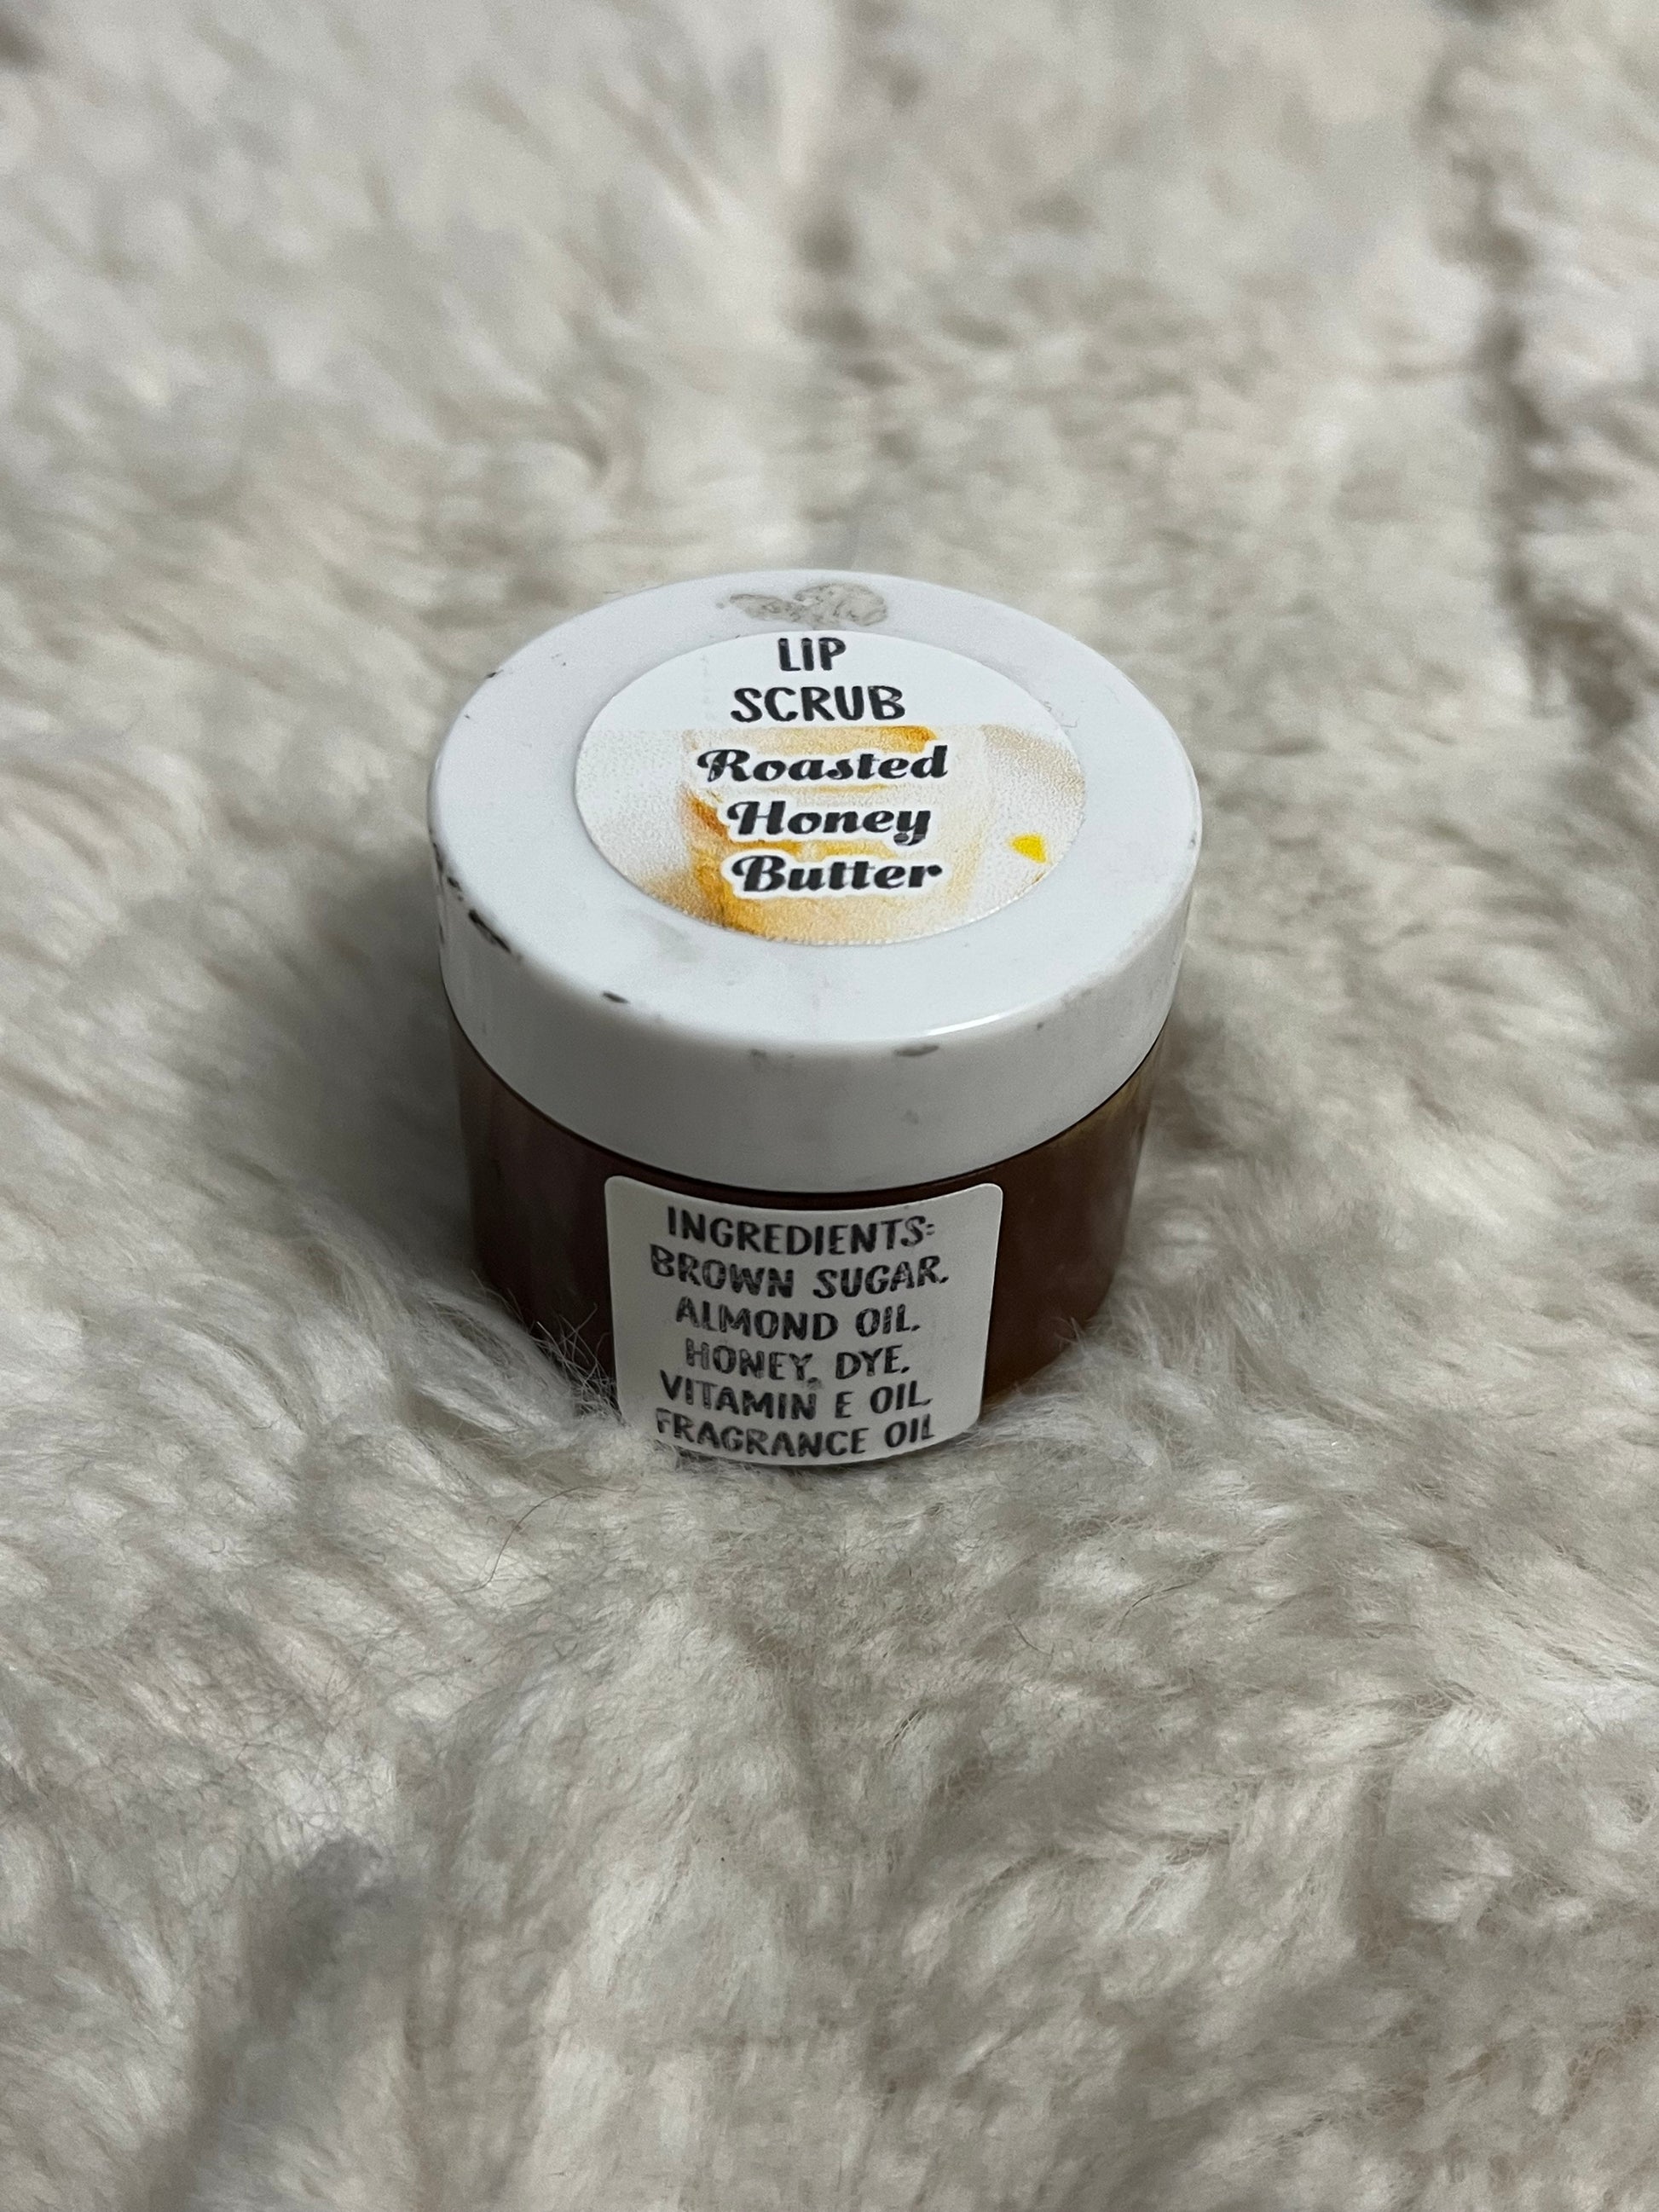 LIP
SCRUB
Roasted
Honey
Butter
INGREDIENTS:
BROWN SUGAR,
ALMOND OIL,
HONEY, DYE,
VITAMIN E OIL,
FRAGRANCE OIL